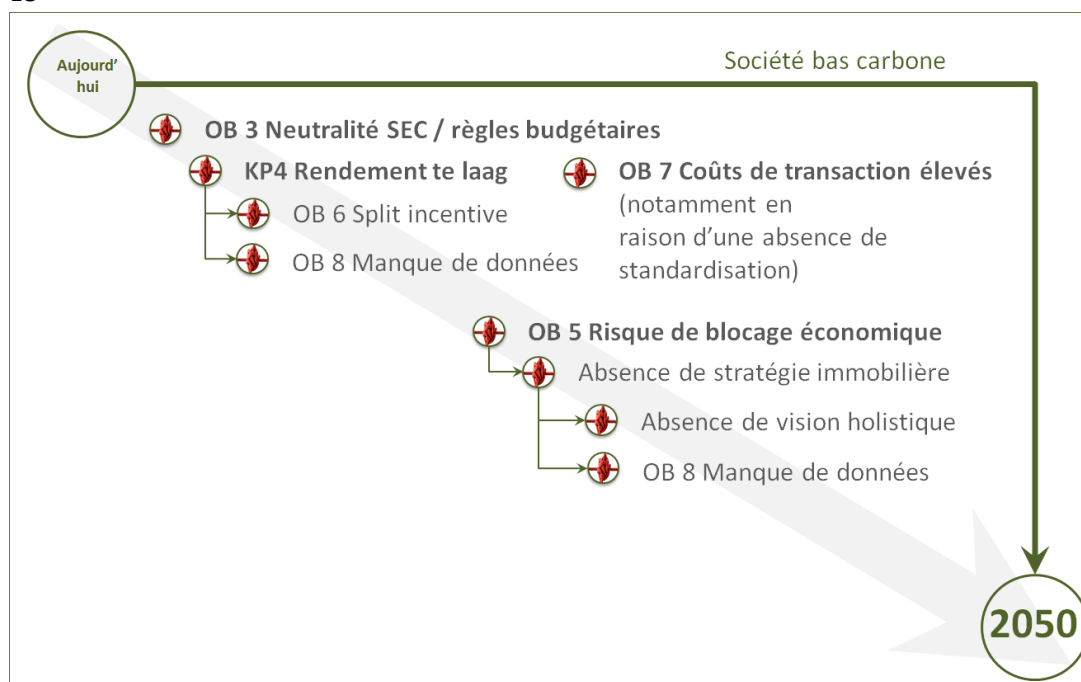 Aujourd'
hui
Société bas carbone
OB 3 Neutralité SEC / règles budgétaires
KP4 Rendement te laag
OB 6 Split incentive
OB 8 Manque de données
OB 7 Coûts de transaction élevés
(notamment en
raison d'une absence de
standardisation)
OB 5 Risque de blocage économique
Absence de stratégie immobilière
Absence de vision holistique
OB 8 Manque de données
2050